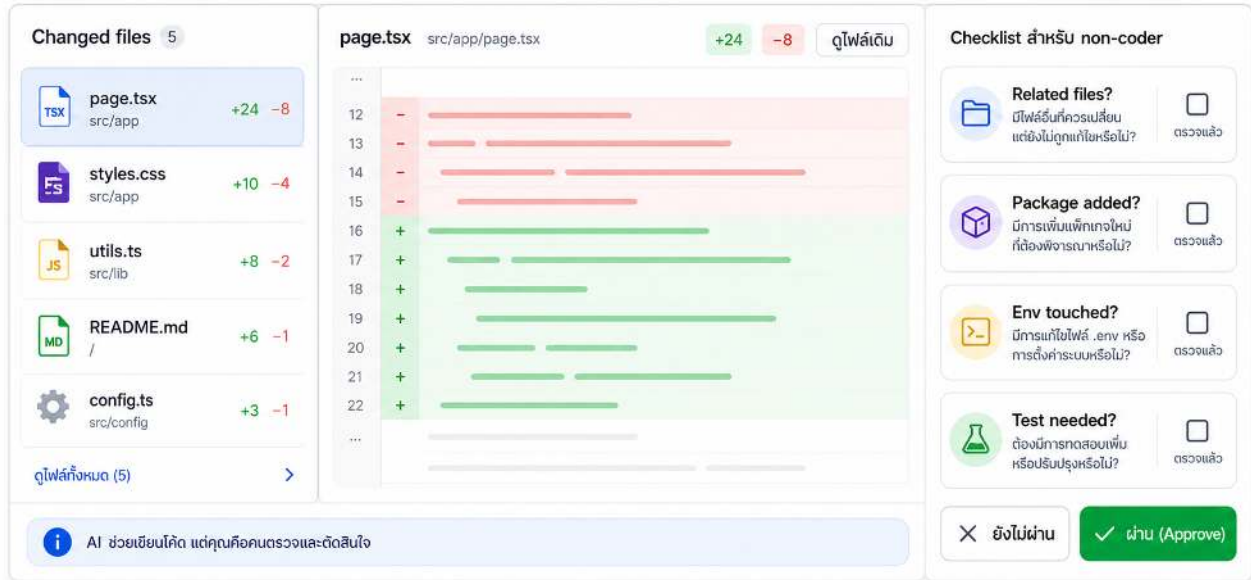 Changed files 5
TSX
page.tsx
src/app
+24 −8
Fs
styles.css
src/app
+10 −4
JS
utils.ts
src/lib
+8 −2
MD
README.md
/
+6 −1
config.ts
src/config
+3 −1
ดูไฟล์ทั้งหมด (5)
page.tsx src/app/page.tsx
+24 −8 ดูไฟล์เดิม
...
12 -
13 -
14 -
15 -
16 +
17 +
18 +
19 +
20 +
21 +
22 +
...
AI ช่วยเขียนโค้ด แต่คุณคือคนตรวจและตัดสินใจ
Checklist สำหรับ non-coder
Related files?
มีไฟล์อื่นที่ควรเปลี่ยน
แต่ยังไม่ถูกแก้ไขหรือไม่?
ตรวจแล้ว
Package added?
มีการเพิ่มแพ็กเกจใหม่
ที่ต้องพิจารณาหรือไม่?
ตรวจแล้ว
Env touched?
มีการแก้ไขไฟล์ .env หรือ
การตั้งค่าระบบหรือไม่?
ตรวจแล้ว
Test needed?
ต้องมีการทดสอบเพิ่ม
หรือปรับปรุงหรือไม่?
ตรวจแล้ว
ยังไม่ผ่าน
ผ่าน (Approve)